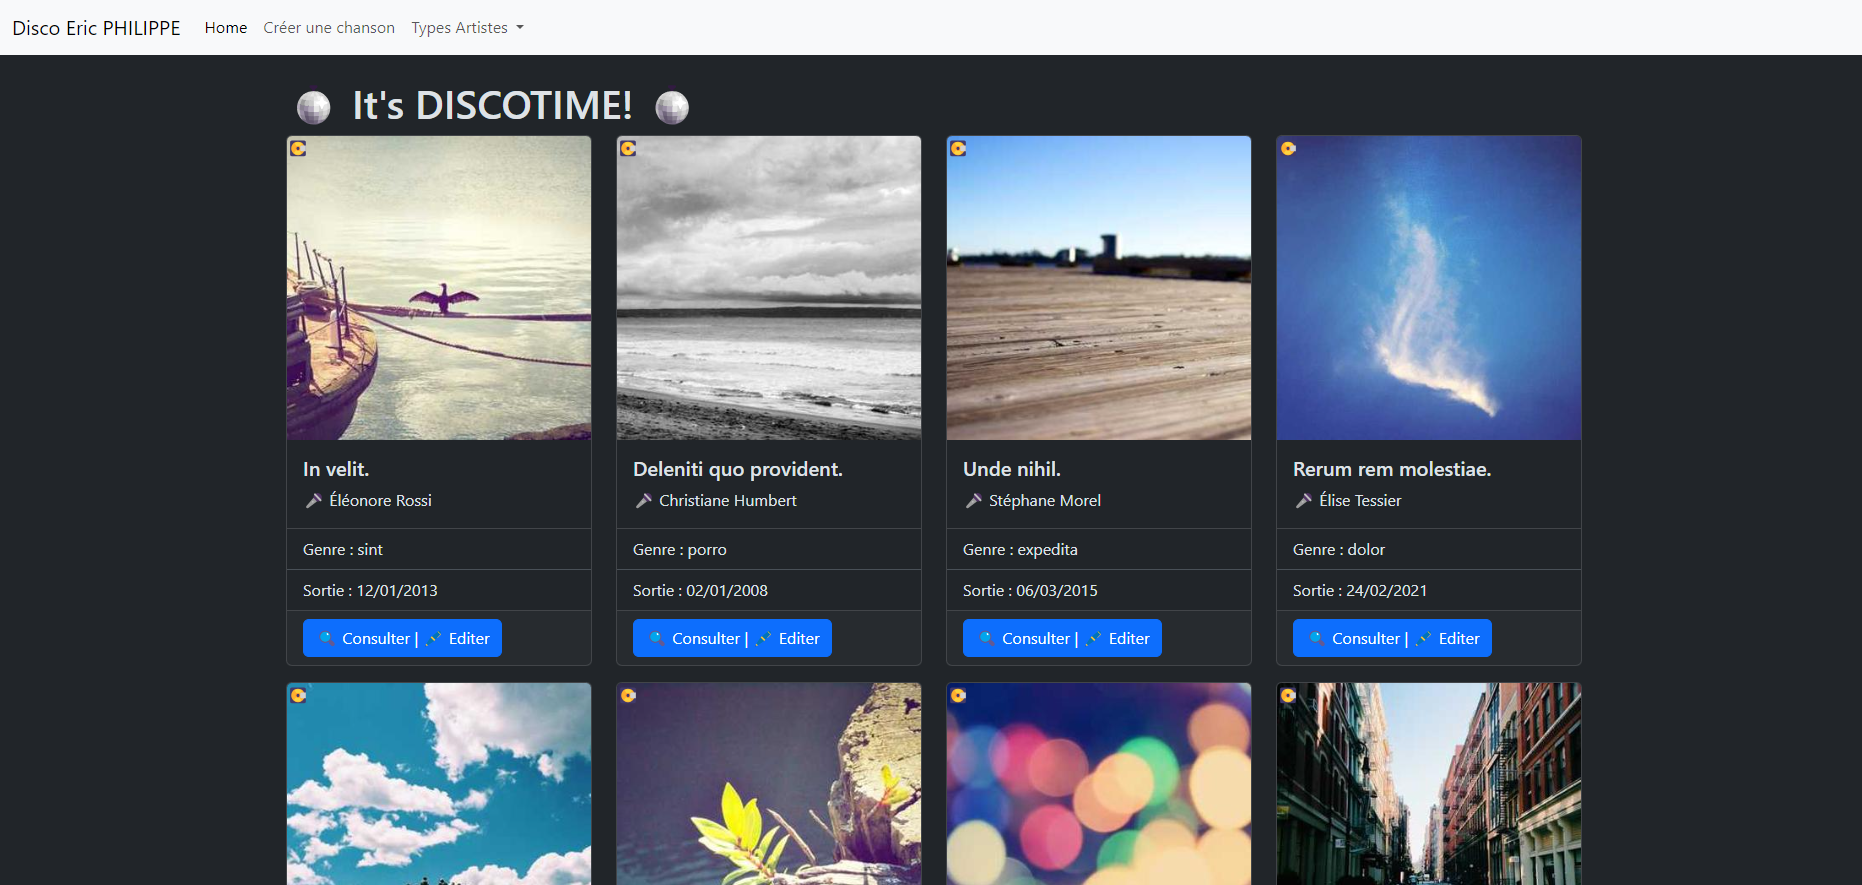 Disco Eric PHILIPPE Home Créer une chanson Types Artistes
It's DISCOTIME!
In velit.
Éléonore Rossi
Genre : sint
Sortie : 12/01/2013
Consulter | Editer
Deleniti quo provident.
Christiane Humbert
Genre : porro
Sortie : 02/01/2008
Consulter | Editer
Unde nihil.
Stéphane Morel
Genre : expedita
Sortie : 06/03/2015
Consulter | Editer
Rerum rem molestiae.
Élise Tessier
Genre : dolor
Sortie : 24/02/2021
Consulter | Editer